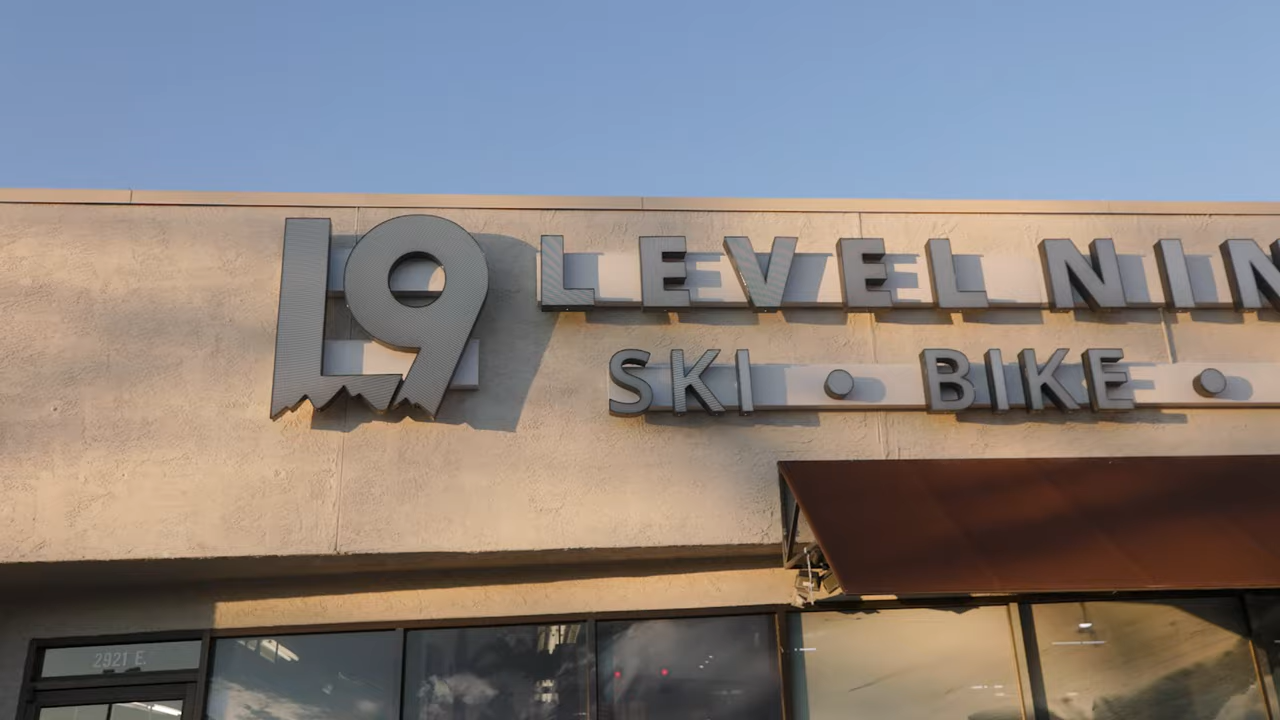 L9 LEVEL NIN
SKI • BIKE •
2921 E.